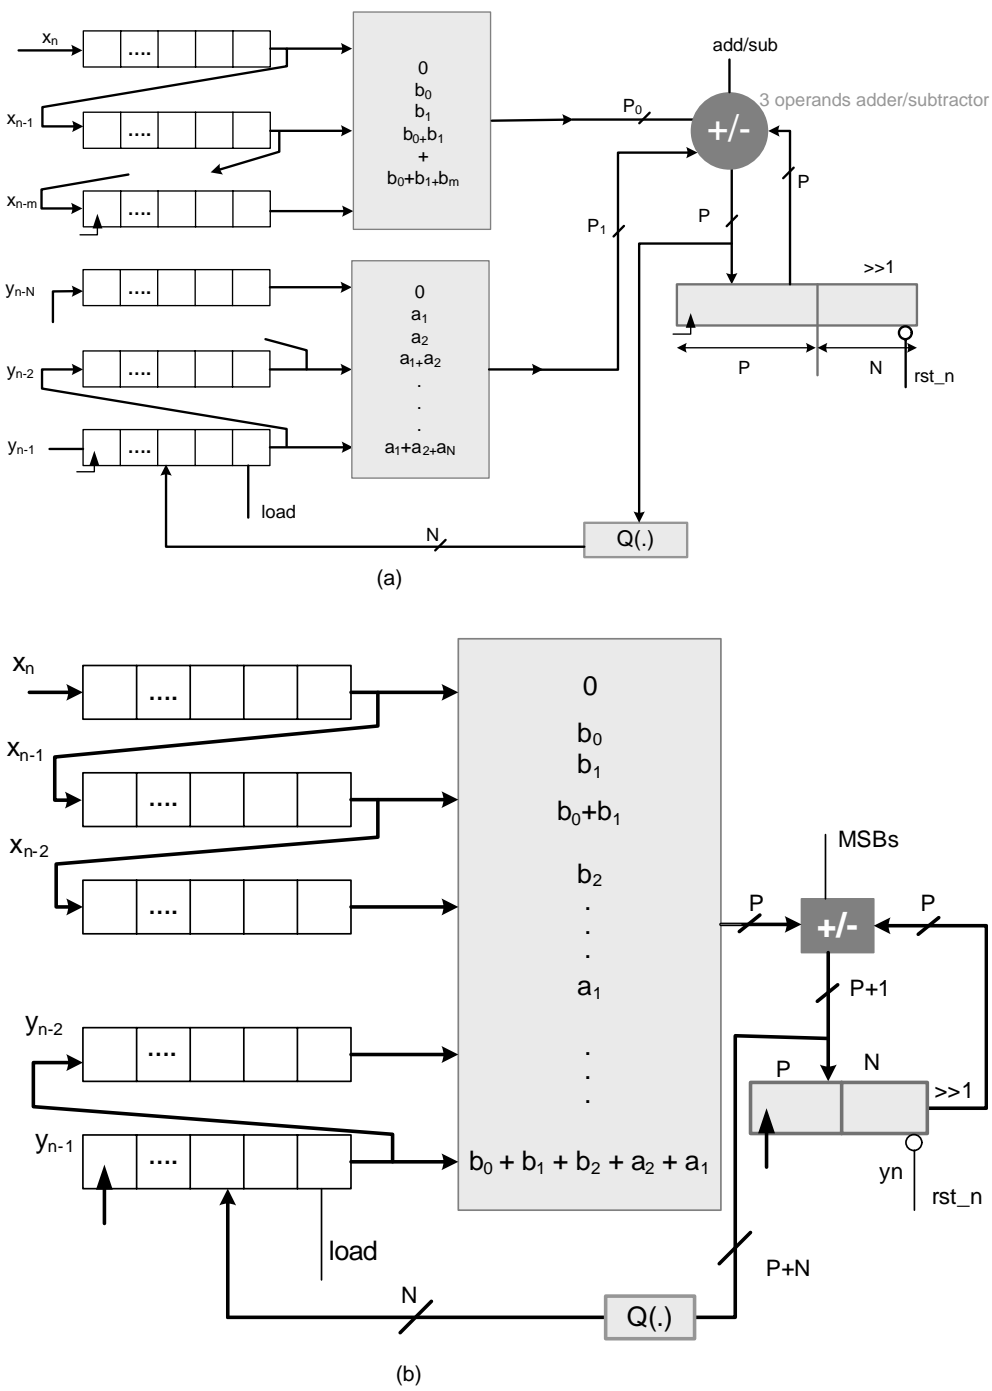 xₙ
....
0
b₀
b₁
b₀+b₁
+
b₀+b₁+bₘ
xₙ₋₁
....
xₙ₋ₘ
....
add/sub
3 operands adder/subtractor
+/-
P₀
P
P
P₁
>>1
P
N
rst_n
yₙ₋N
....
0
a₁
a₂
a₁+a₂
.
.
.
a₁+a₂+aN
yₙ₋₂
....
yₙ₋₁
....
load
N
Q(.)
(a)
xₙ
....
0
b₀
b₁
b₀+b₁
b₂
.
.
.
a₁
.
.
.
b₀ + b₁ + b₂ + a₂ + a₁
xₙ₋₁
....
xₙ₋₂
....
MSBs
P
+/-
P
P+1
P
N
>>1
yn
rst_n
yₙ₋₂
....
yₙ₋₁
....
load
P+N
N
Q(.)
(b)